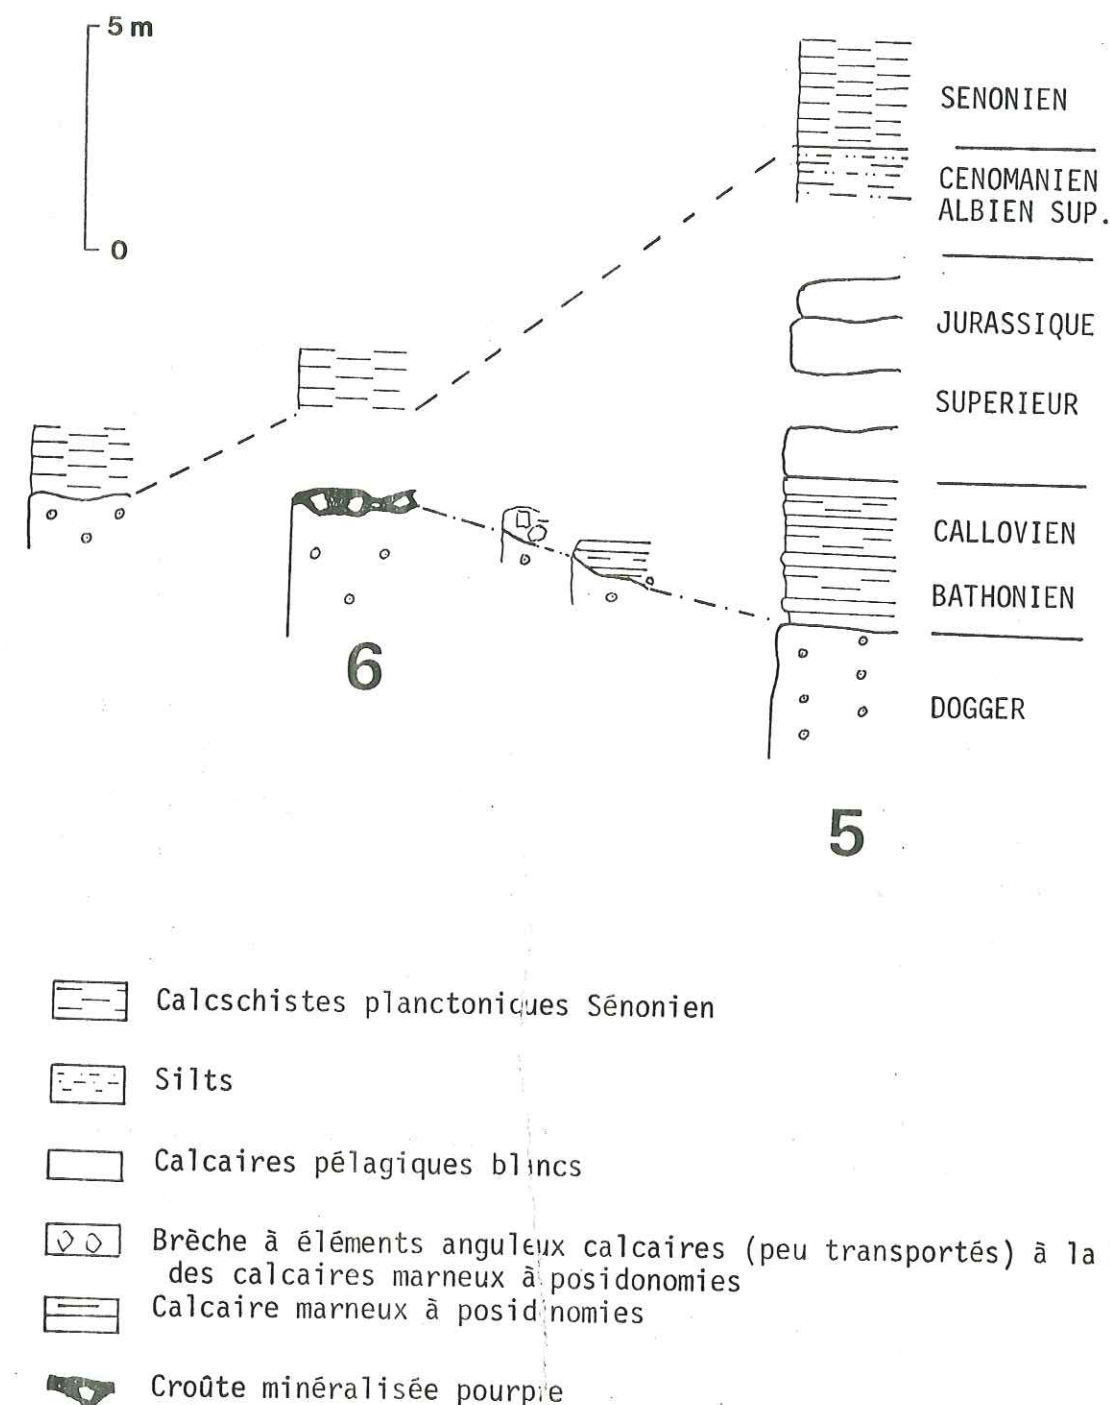 5 m
0
SENONIEN
CENOMANIEN
ALBIEN SUP.
JURASSIQUE
SUPERIEUR
CALLOVIEN
BATHONIEN
DOGGER
6
5
Calcschistes planctoniques Sénonien
Silts
Calcaires pélagiques blancs
Brèche à éléments anguleux calcaires (peu transportés) à la
des calcaires marneux à posidonomies
Calcaire marneux à posidonomies
Croûte minéralisée pourpre